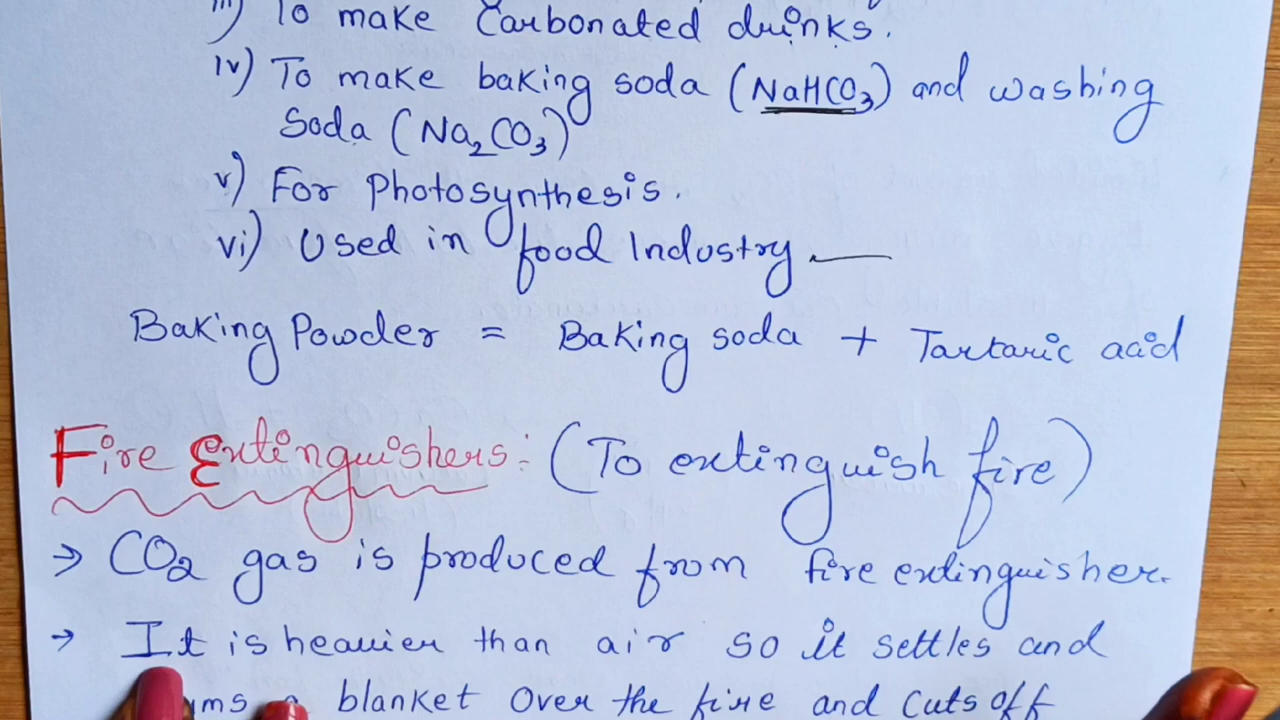 iii) To make Carbonated drinks.
iv) To make baking soda (NaHCO3) and washing
Soda (Na2CO3)
v) For Photosynthesis.
vi) Used in food Industry
Baking Powder = Baking soda + Tartaric acid
Fire Extinguishers: (To extinguish fire)
→ CO2 gas is produced from fire extinguisher.
→ It is heavier than air so it settles and
blanket over the fire and cuts off